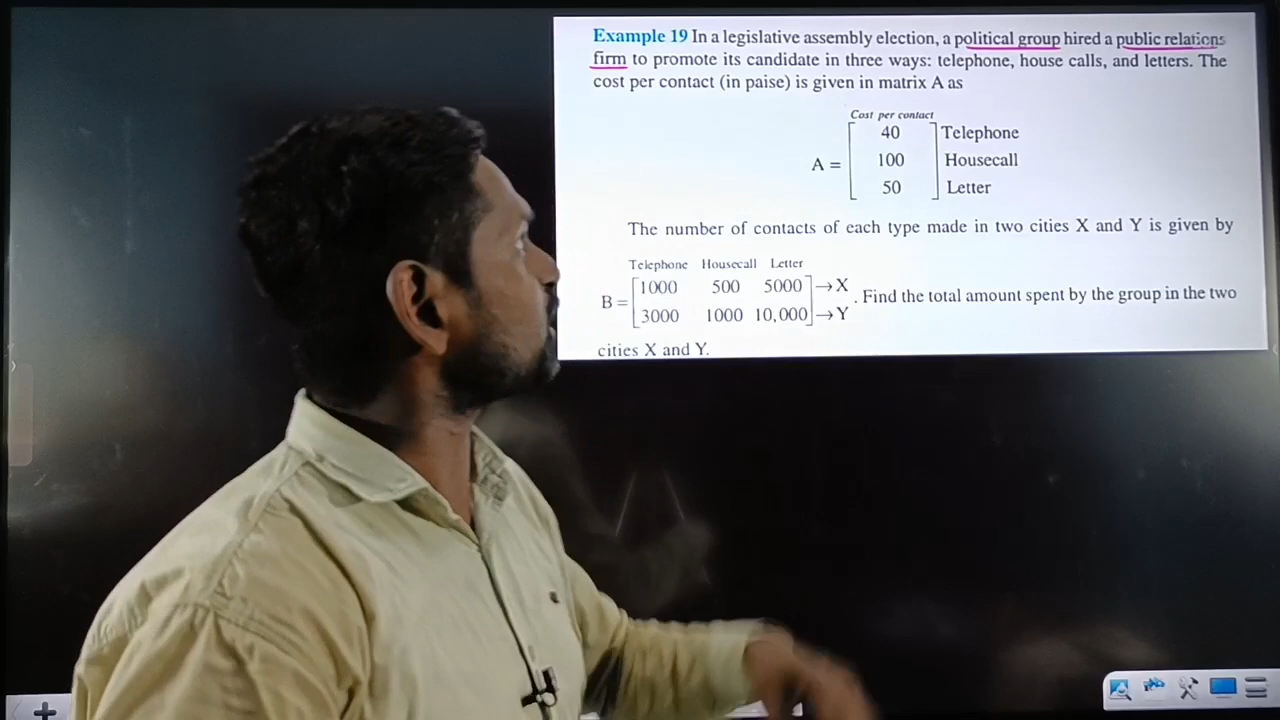 Example 19 In a legislative assembly election, a political group hired a public relations
firm to promote its candidate in three ways: telephone, house calls, and letters. The
cost per contact (in paise) is given in matrix A as
Cost per contact
40 Telephone
A = 100 Housecall
50 Letter
The number of contacts of each type made in two cities X and Y is given by
Telephone Housecall Letter
1000 500 5000 →X
B = . Find the total amount spent by the group in the two
3000 1000 10,000 →Y
cities X and Y.